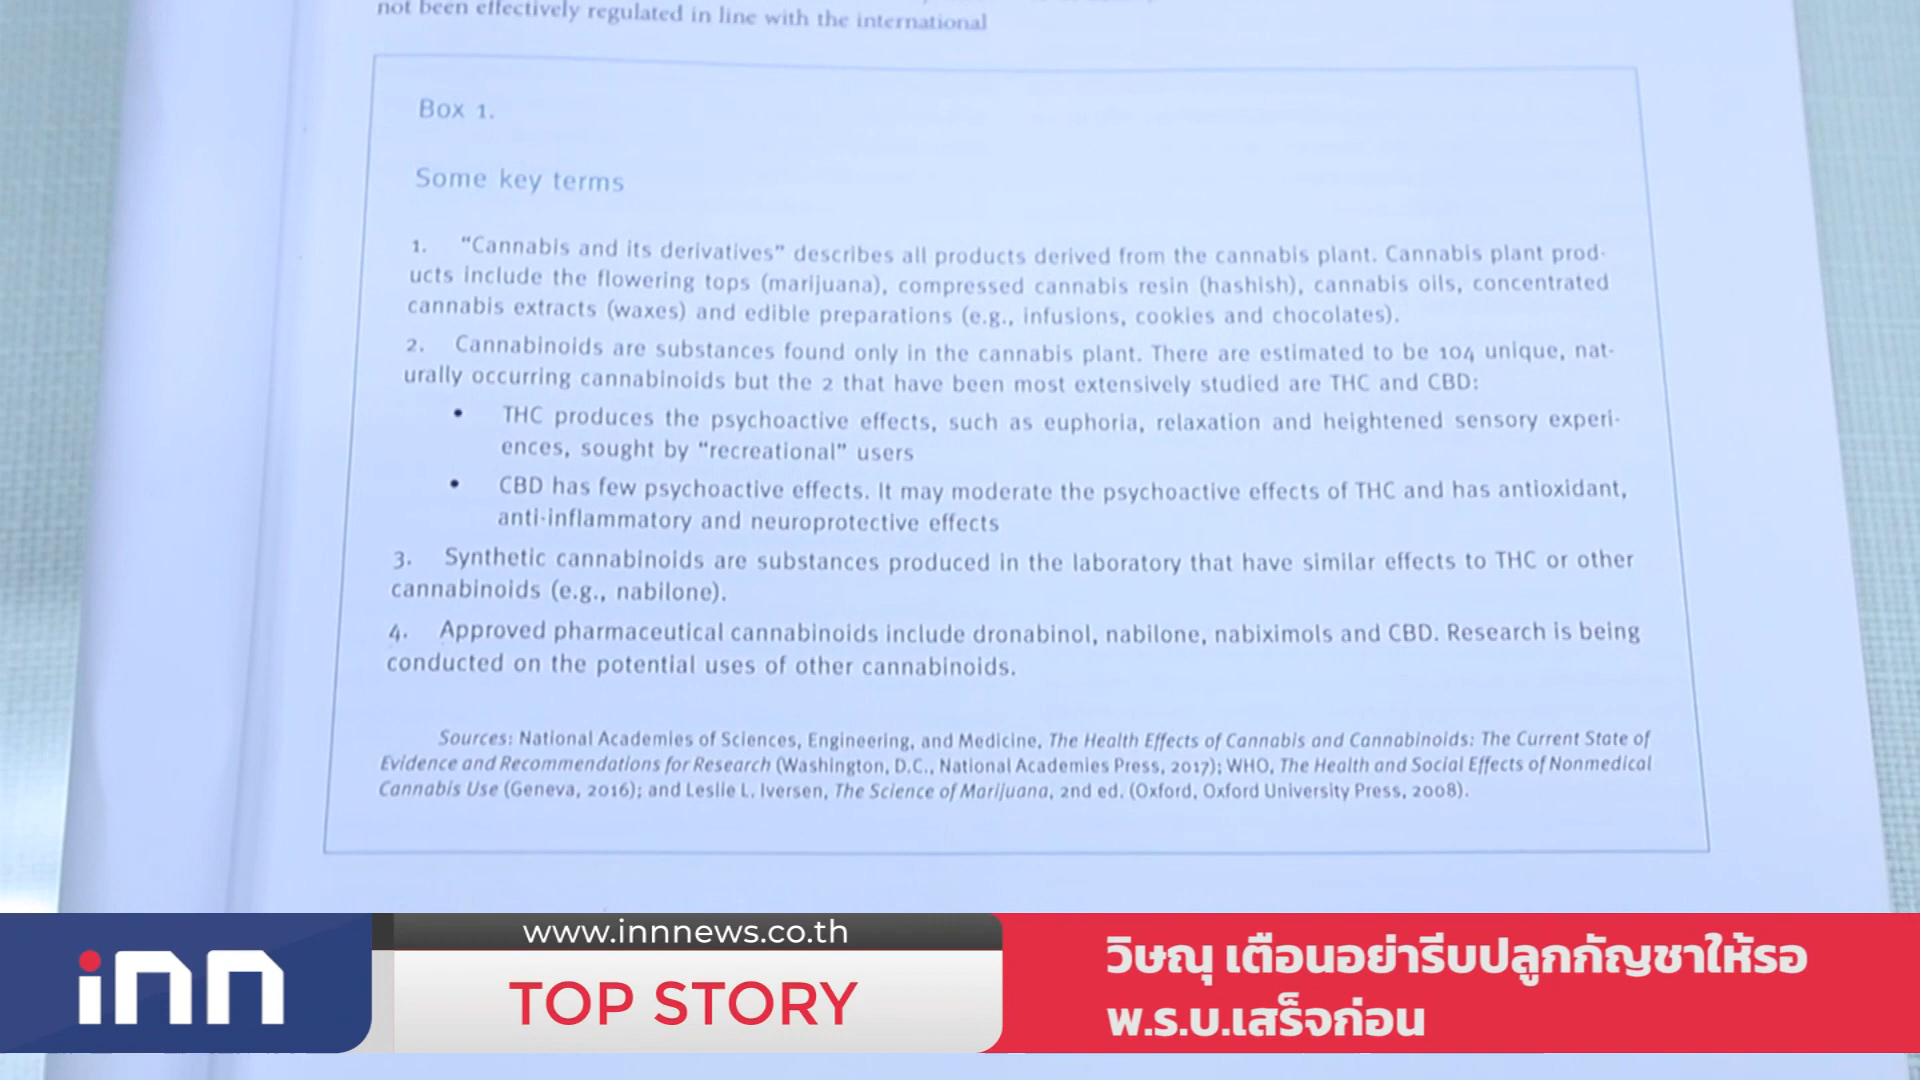 not been effectively regulated in line with the international
Box 1.
Some key terms
1. “Cannabis and its derivatives” describes all products derived from the cannabis plant. Cannabis plant prod-
ucts include the flowering tops (marijuana), compressed cannabis resin (hashish), cannabis oils, concentrated
cannabis extracts (waxes) and edible preparations (e.g., infusions, cookies and chocolates).
2. Cannabinoids are substances found only in the cannabis plant. There are estimated to be 104 unique, nat-
urally occurring cannabinoids but the 2 that have been most extensively studied are THC and CBD:
• THC produces the psychoactive effects, such as euphoria, relaxation and heightened sensory experi-
ences, sought by “recreational” users
• CBD has few psychoactive effects. It may moderate the psychoactive effects of THC and has antioxidant,
anti-inflammatory and neuroprotective effects
3. Synthetic cannabinoids are substances produced in the laboratory that have similar effects to THC or other
cannabinoids (e.g., nabilone).
4. Approved pharmaceutical cannabinoids include dronabinol, nabilone, nabiximols and CBD. Research is being
conducted on the potential uses of other cannabinoids.
Sources: National Academies of Sciences, Engineering, and Medicine, The Health Effects of Cannabis and Cannabinoids: The Current State of
Evidence and Recommendations for Research (Washington, D.C., National Academies Press, 2017); WHO, The Health and Social Effects of Nonmedical
Cannabis Use (Geneva, 2016); and Leslie L. Iversen, The Science of Marijuana, 2nd ed. (Oxford, Oxford University Press, 2008).
inn
www.innnews.co.th
TOP STORY
วิษณุ เตือนอย่ารีบปลูกกัญชาให้รอ
พ.ร.บ.เสร็จก่อน